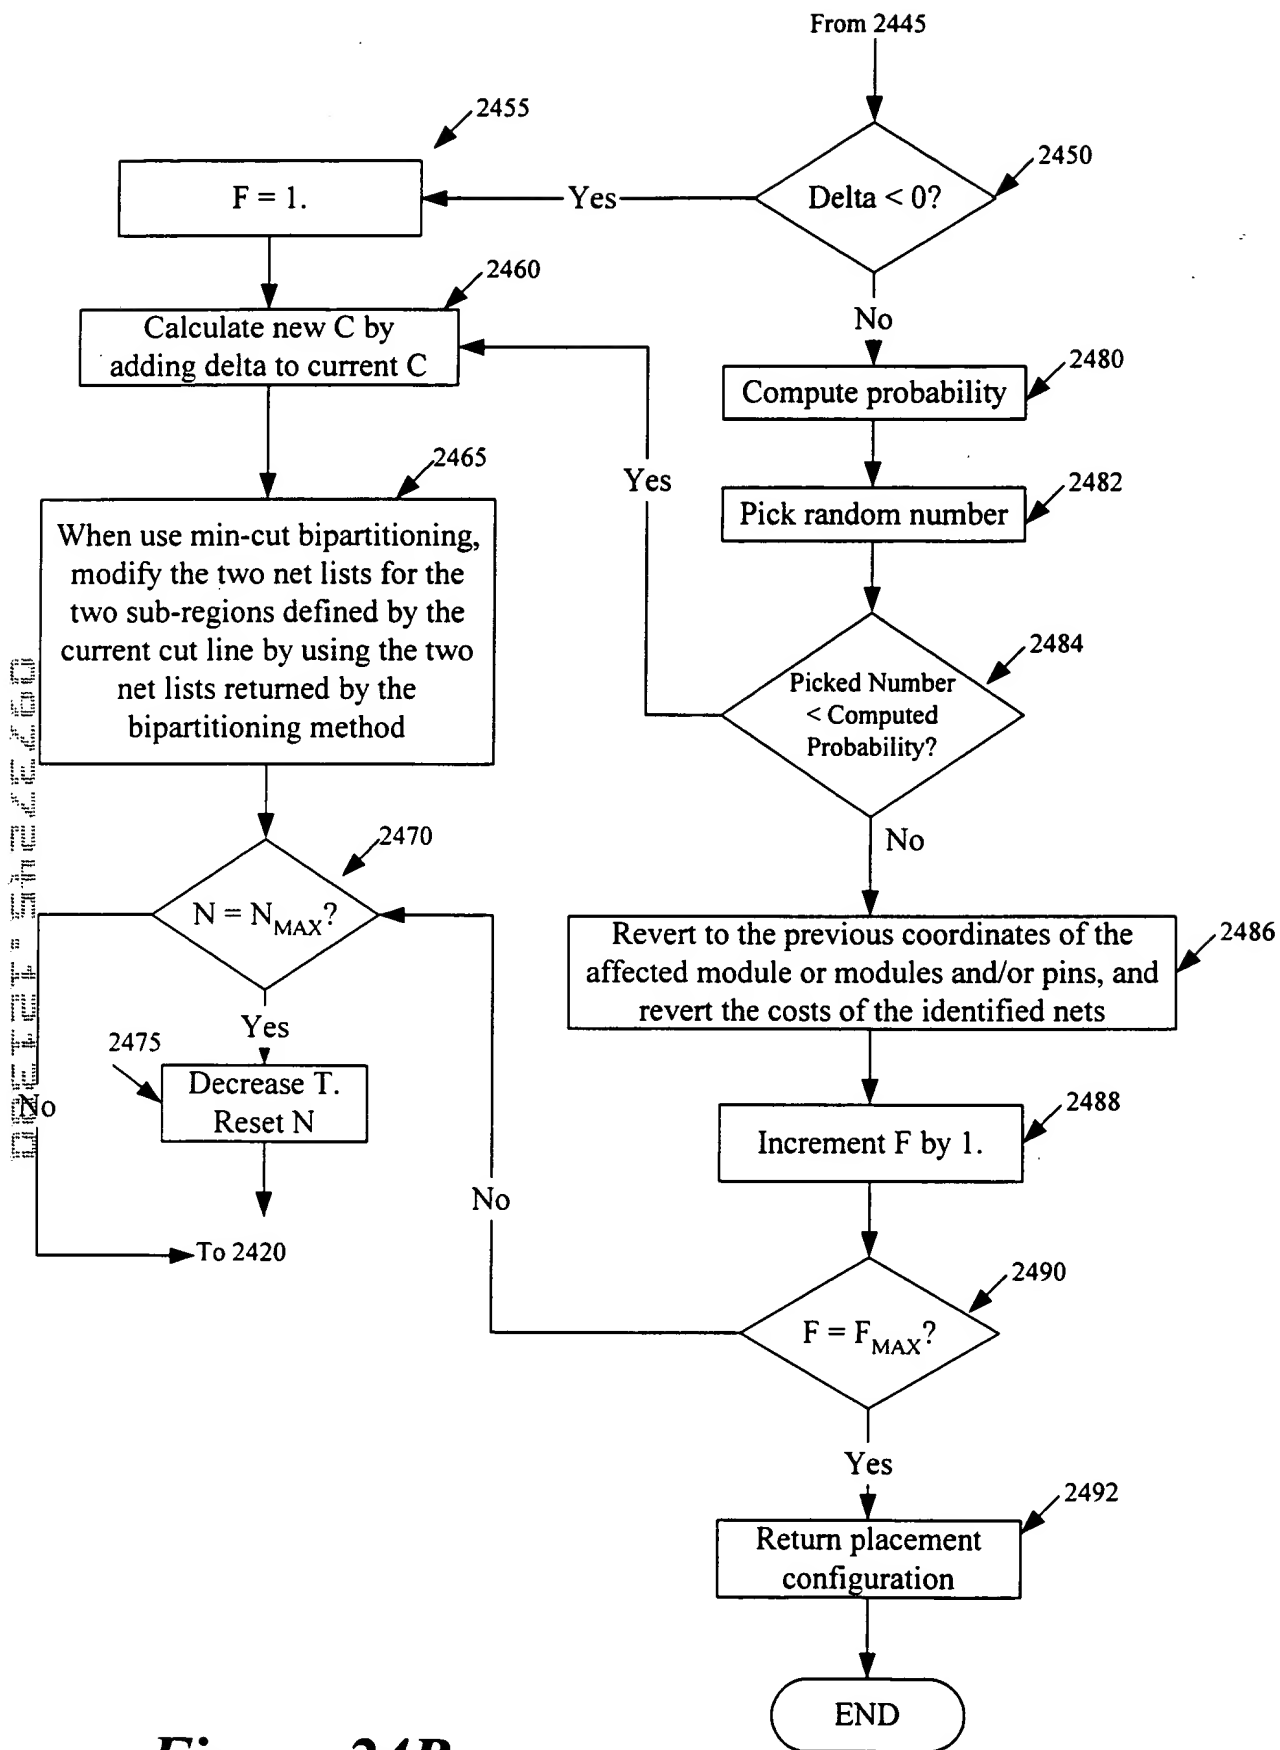 From 2445
2455
2450
F = 1.
Yes
Delta < 0?
2460
No
Calculate new C by
adding delta to current C
2480
Compute probability
2465
Yes
2482
Pick random number
When use min-cut bipartitioning,
modify the two net lists for the
two sub-regions defined by the
current cut line by using the two
net lists returned by the
bipartitioning method
2484
Picked Number
< Computed
Probability?
2470
No
N = NMAX?
2486
Revert to the previous coordinates of the
affected module or modules and/or pins, and
revert the costs of the identified nets
Yes
2475
Decrease T.
Reset N
No
2488
Increment F by 1.
No
To 2420
2490
F = FMAX?
Yes
2492
Return placement
configuration
END